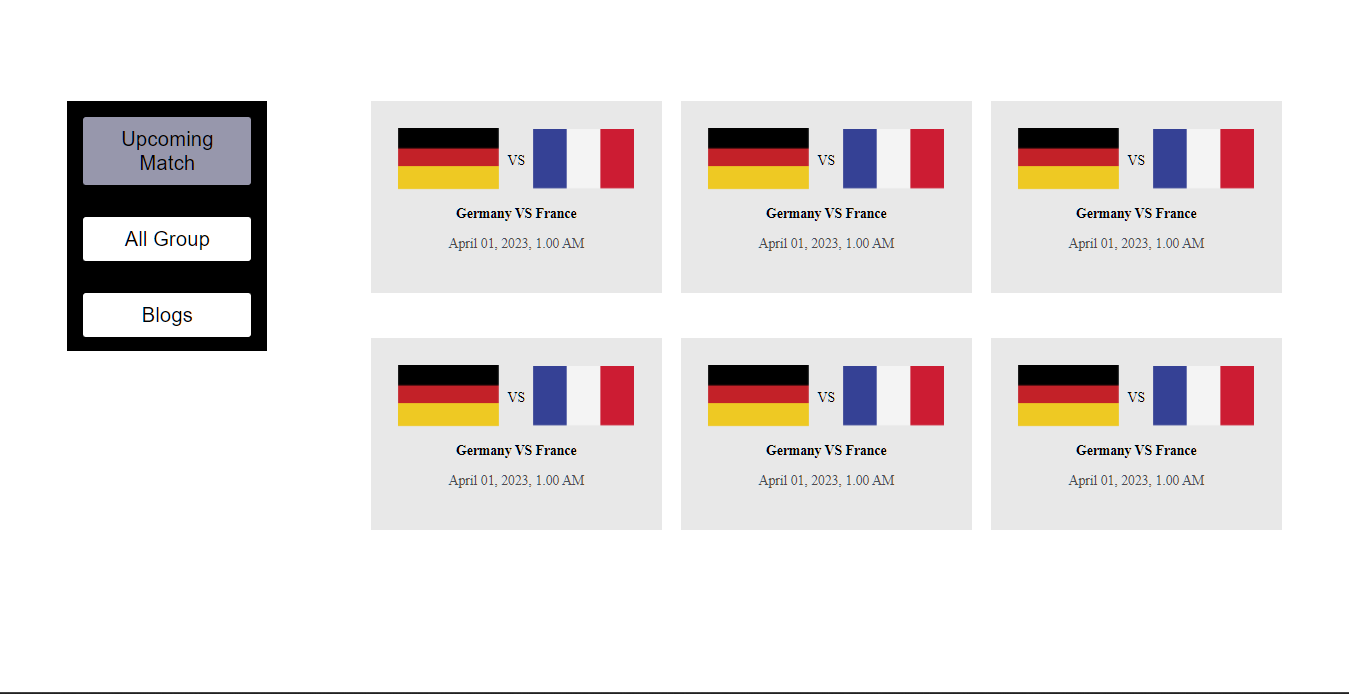 Upcoming
Match
All Group
Blogs
VS
Germany VS France
April 01, 2023, 1.00 AM
VS
Germany VS France
April 01, 2023, 1.00 AM
VS
Germany VS France
April 01, 2023, 1.00 AM
VS
Germany VS France
April 01, 2023, 1.00 AM
VS
Germany VS France
April 01, 2023, 1.00 AM
VS
Germany VS France
April 01, 2023, 1.00 AM